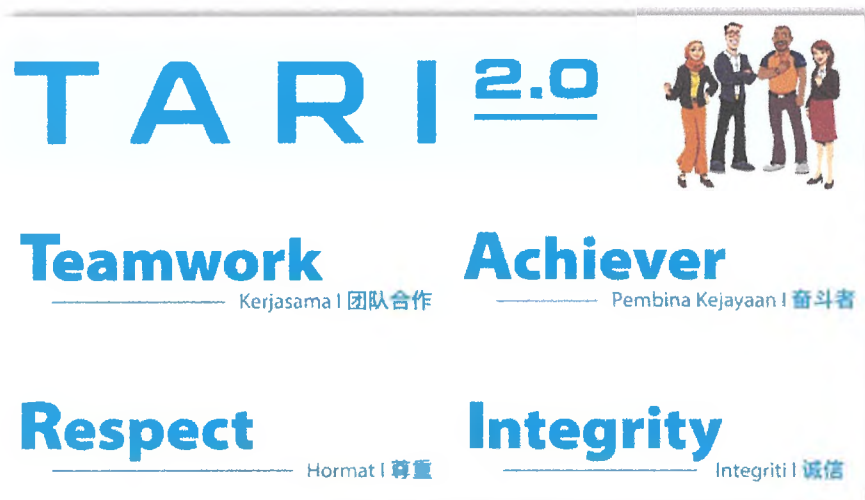 TARI 2.0
Teamwork
Kerjasama | 团队合作
Achiever
Pembina Kejayaan | 奋斗者
Respect
Hormat | 尊重
Integrity
Integriti | 诚信